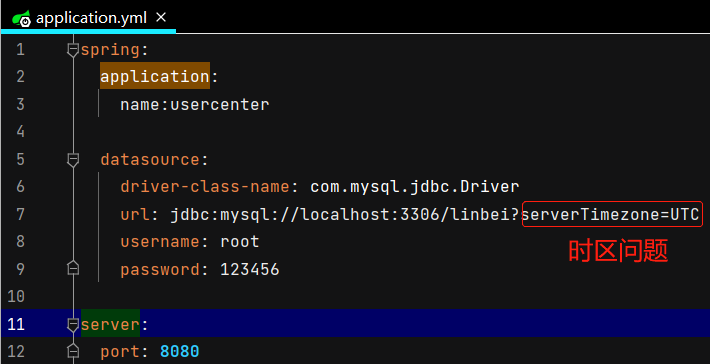 application.yml ×
1 spring:
2 application:
3 name:usercenter
4
5 datasource:
6 driver-class-name: com.mysql.jdbc.Driver
7 url: jdbc:mysql://localhost:3306/linbei?serverTimezone=UTC
8 username: root
时区问题
9 password: 123456
10
11 server:
12 port: 8080